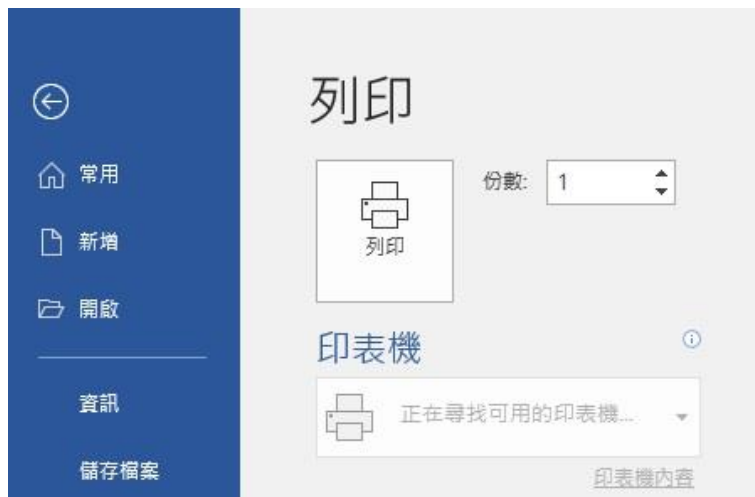 列印
常用
列印
份數: 1
新增
開啟
印表機
正在尋找可用的印表機...
印表機內容
資訊
儲存檔案